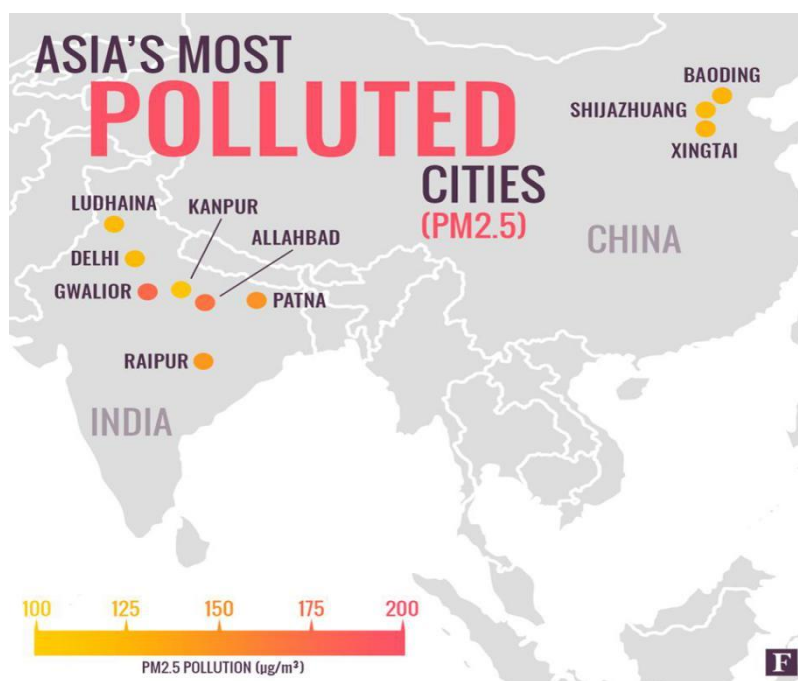 ASIA'S MOST
POLLUTED
CITIES
(PM2.5)
BAODING
SHIJAZHUANG
XINGTAI
CHINA
LUDHAINA
KANPUR
ALLAHBAD
DELHI
GWALIOR
PATNA
RAIPUR
INDIA
100 125 150 175 200
PM2.5 POLLUTION (µg/m³)
F